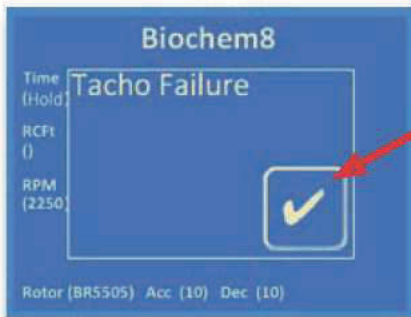 Biochem8
Tacho Failure
Time
(Hold)
RCFt
()
RPM
(2250)
Rotor (BR5505) Acc (10) Dec (10)